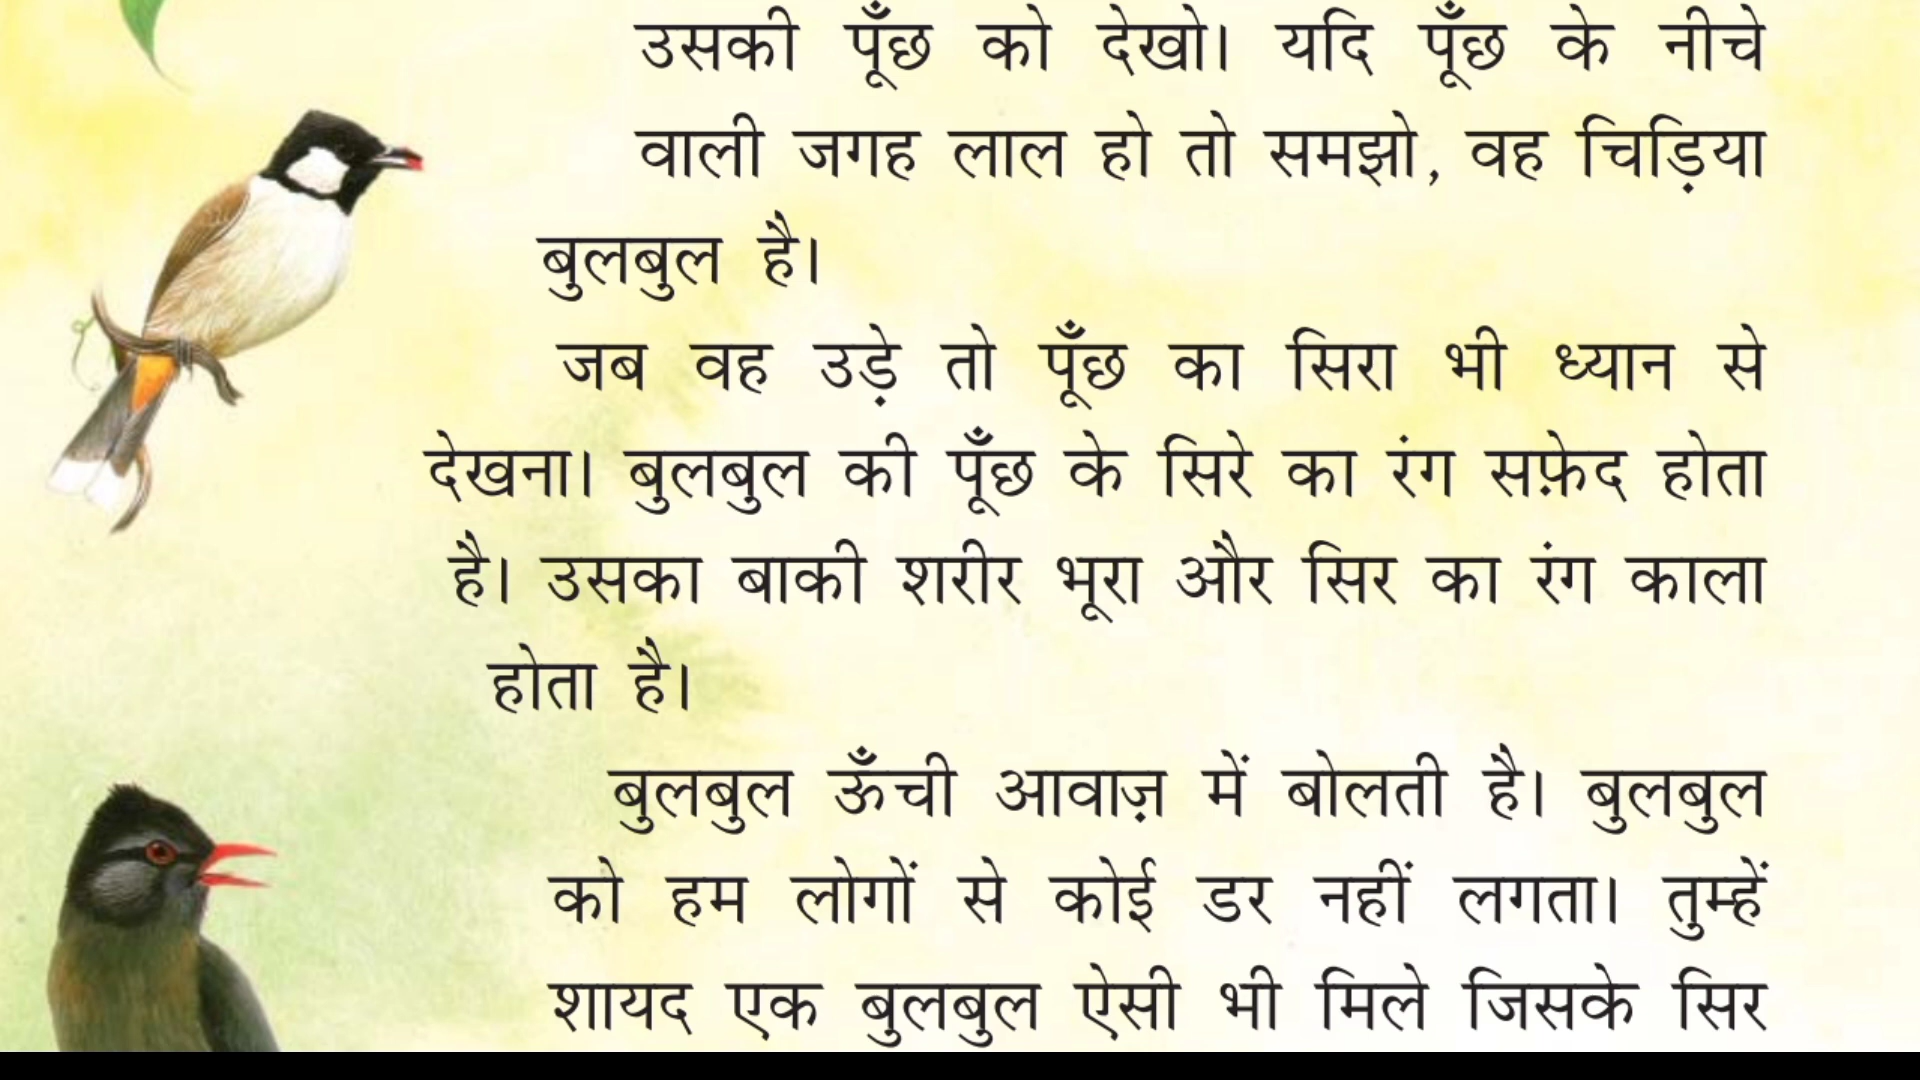 उसकी पूँछ को देखो। यदि पूँछ के नीचे
वाली जगह लाल हो तो समझो, वह चिड़िया
बुलबुल है।
जब वह उड़े तो पूँछ का सिरा भी ध्यान से
देखना। बुलबुल की पूँछ के सिरे का रंग सफ़ेद होता
है। उसका बाकी शरीर भूरा और सिर का रंग काला
होता है।
बुलबुल ऊँची आवाज़ में बोलती है। बुलबुल
को हम लोगों से कोई डर नहीं लगता। तुम्हें
शायद एक बुलबुल ऐसी भी मिले जिसके सिर